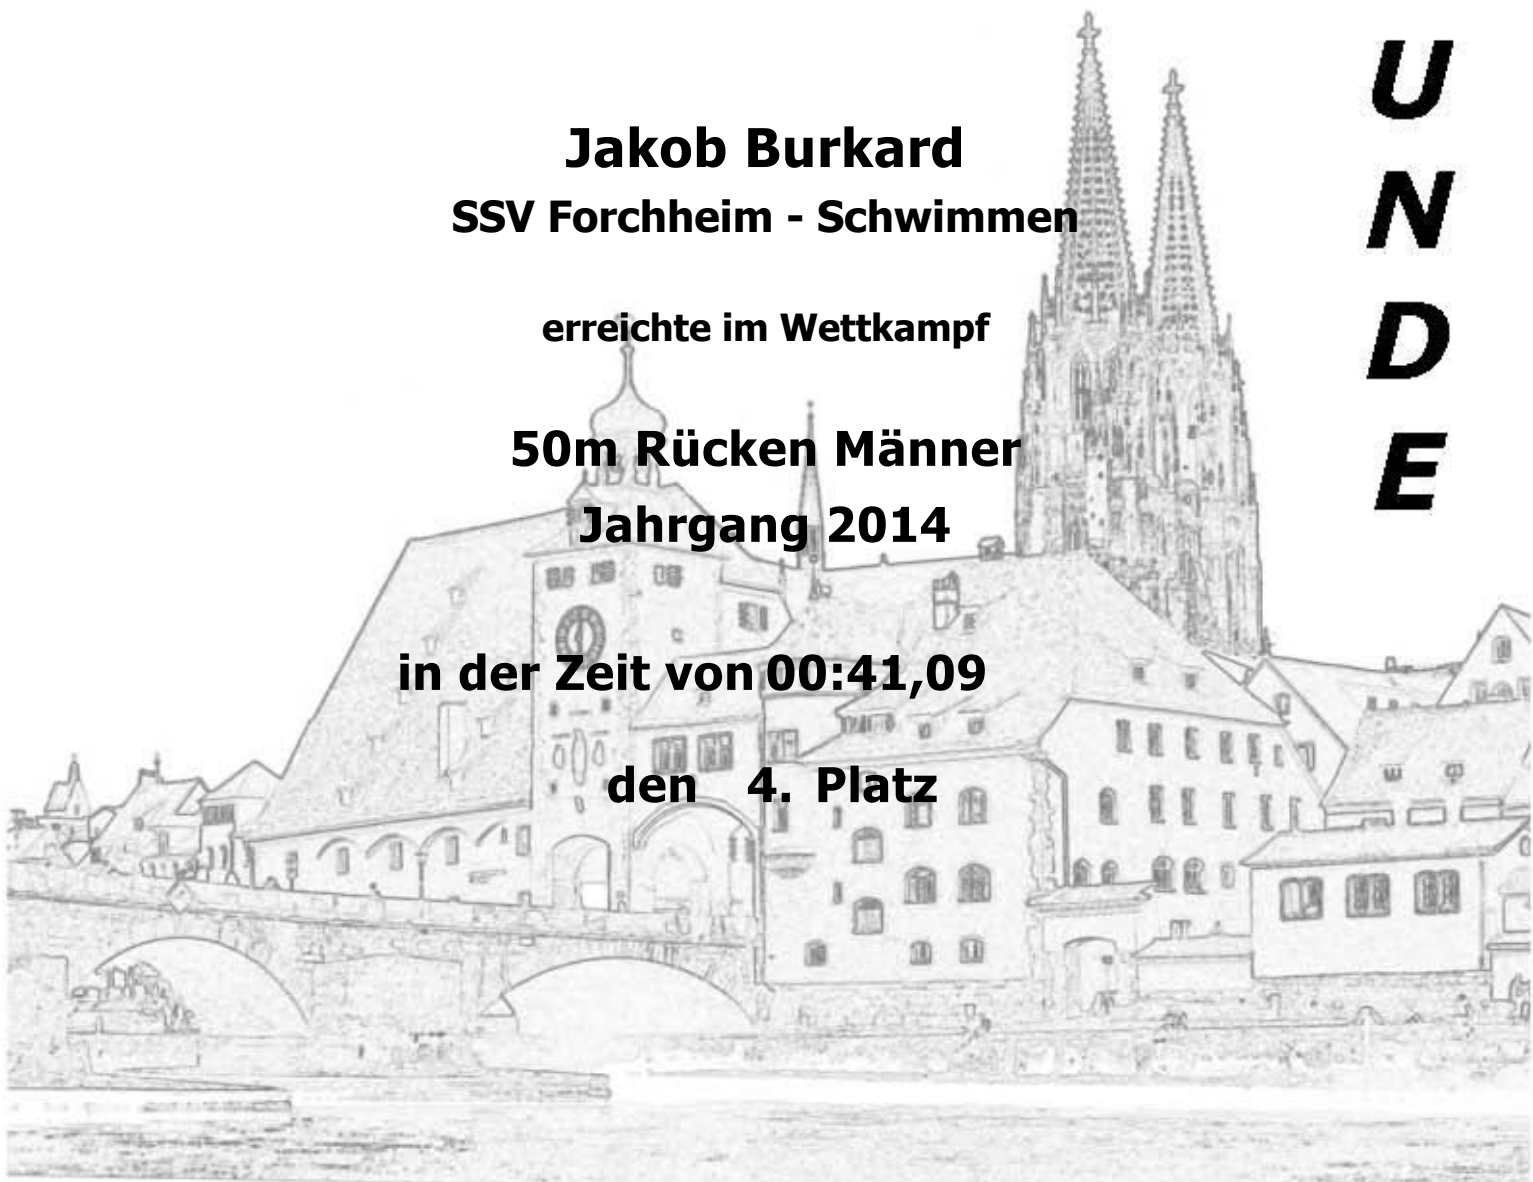 Jakob Burkard
SSV Forchheim - Schwimmen
erreichte im Wettkampf
50m Rücken Männer
Jahrgang 2014
in der Zeit von 00:41,09
den 4. Platz
U
N
D
E